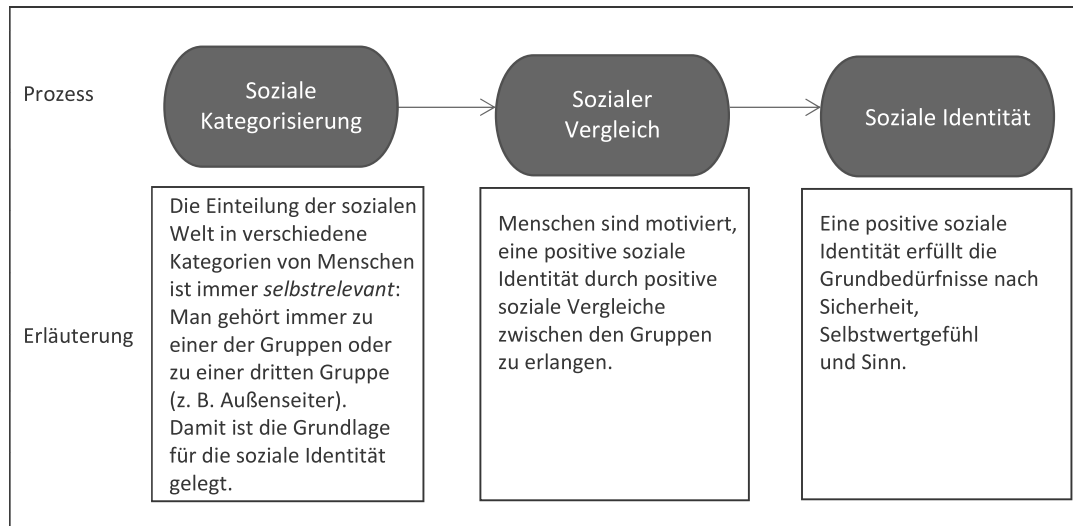 Prozess
Soziale
Kategorisierung
Sozialer
Vergleich
Soziale Identität
Erläuterung
Die Einteilung der sozialen
Welt in verschiedene
Kategorien von Menschen
ist immer selbstrelevant:
Man gehört immer zu
einer der Gruppen oder
zu einer dritten Gruppe
(z. B. Außenseiter).
Damit ist die Grundlage
für die soziale Identität
gelegt.
Menschen sind motiviert,
eine positive soziale
Identität durch positive
soziale Vergleiche
zwischen den Gruppen
zu erlangen.
Eine positive soziale
Identität erfüllt die
Grundbedürfnisse nach
Sicherheit,
Selbstwertgefühl
und Sinn.